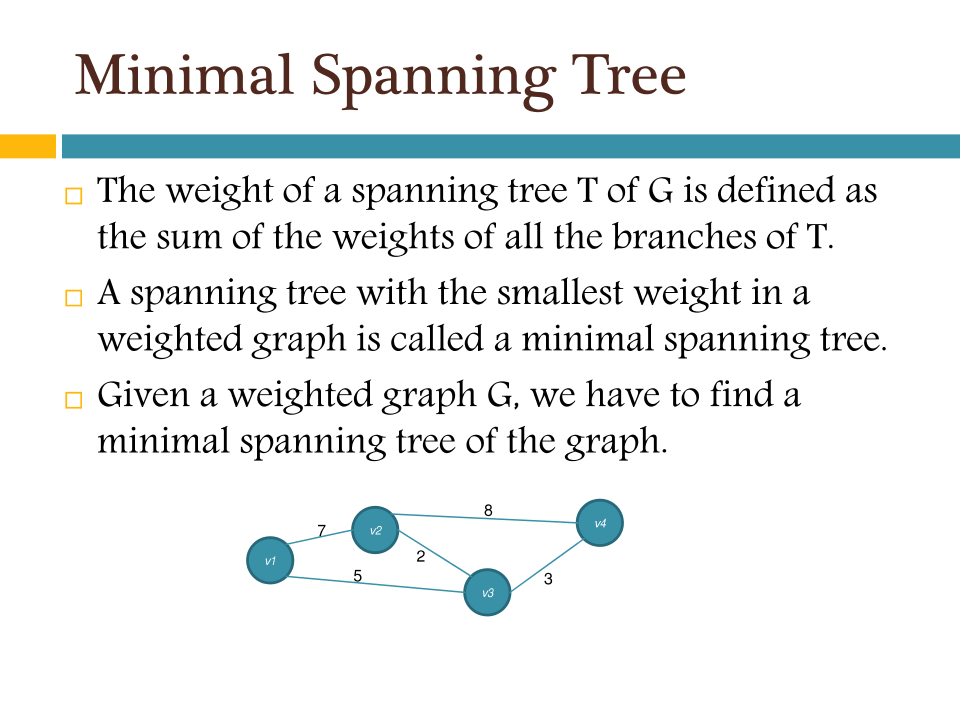 Minimal Spanning Tree
The weight of a spanning tree T of G is defined as
the sum of the weights of all the branches of T.
A spanning tree with the smallest weight in a
weighted graph is called a minimal spanning tree.
Given a weighted graph G, we have to find a
minimal spanning tree of the graph.
8
7
v2
v4
2
v1
5
3
v3